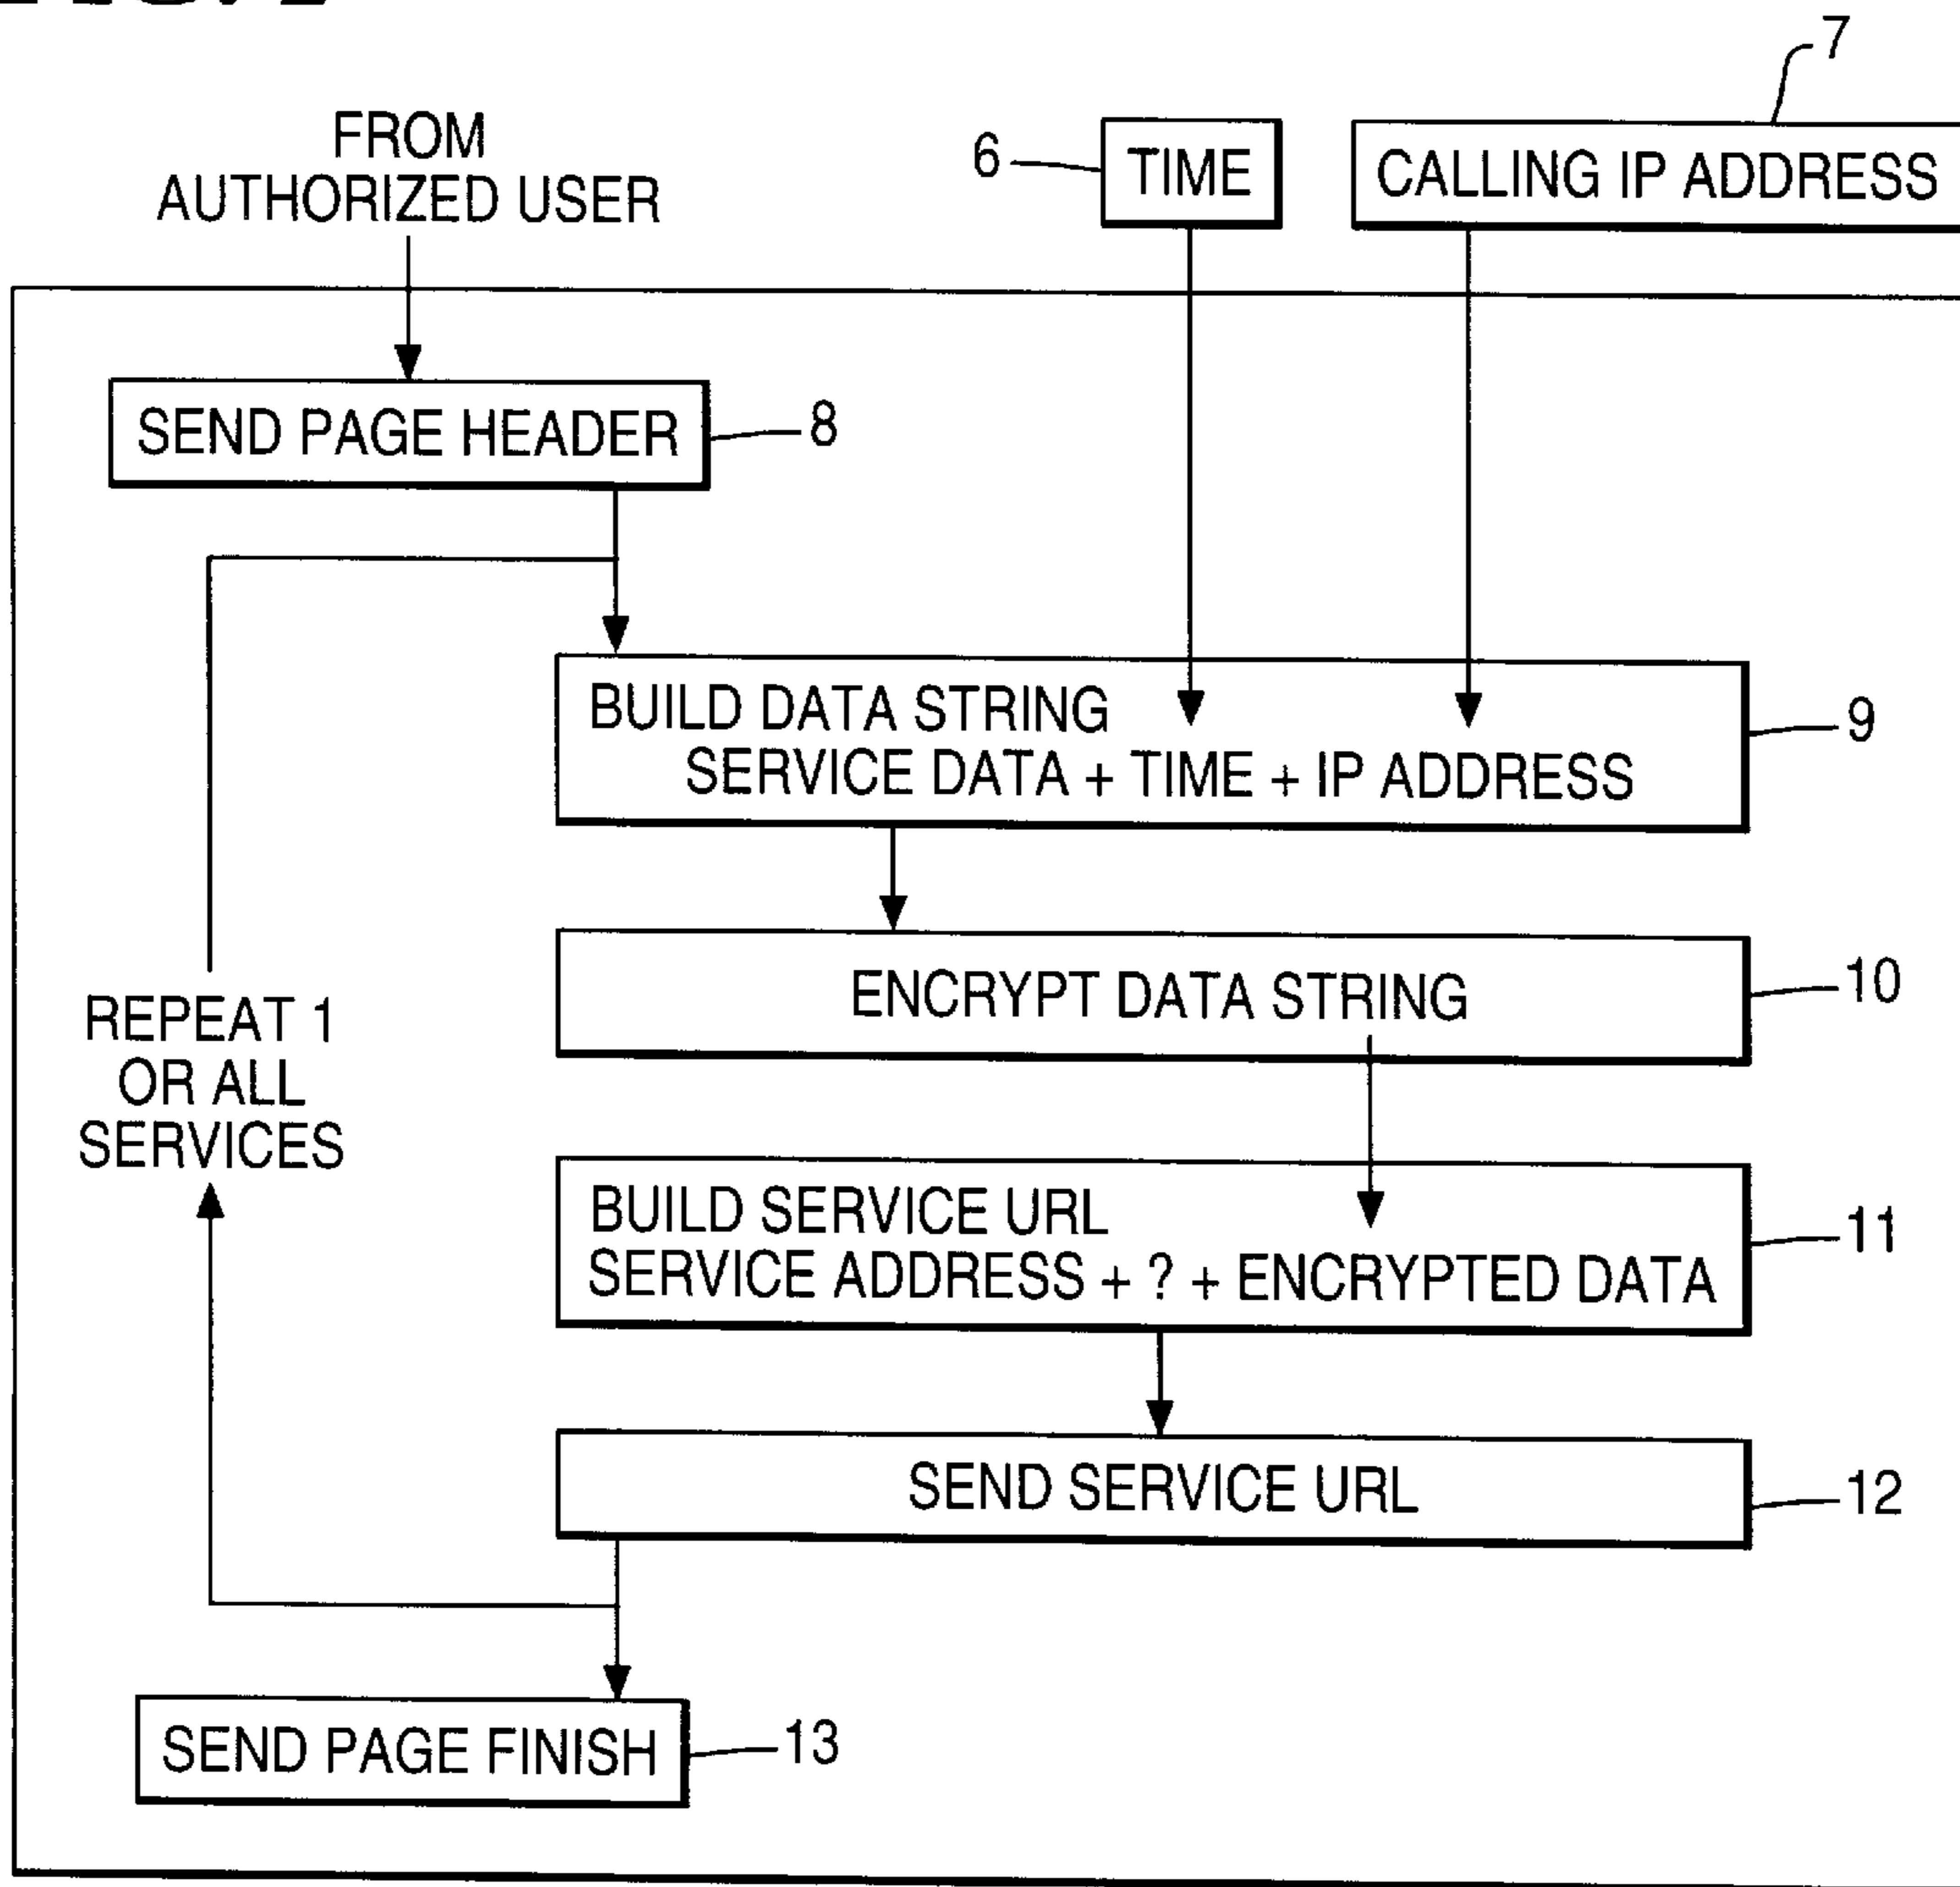 7
FROM
AUTHORIZED USER
6
TIME
CALLING IP ADDRESS
SEND PAGE HEADER
8
BUILD DATA STRING
SERVICE DATA + TIME + IP ADDRESS
9
ENCRYPT DATA STRING
10
REPEAT 1
OR ALL
SERVICES
BUILD SERVICE URL
SERVICE ADDRESS + ? + ENCRYPTED DATA
11
SEND SERVICE URL
12
SEND PAGE FINISH
13